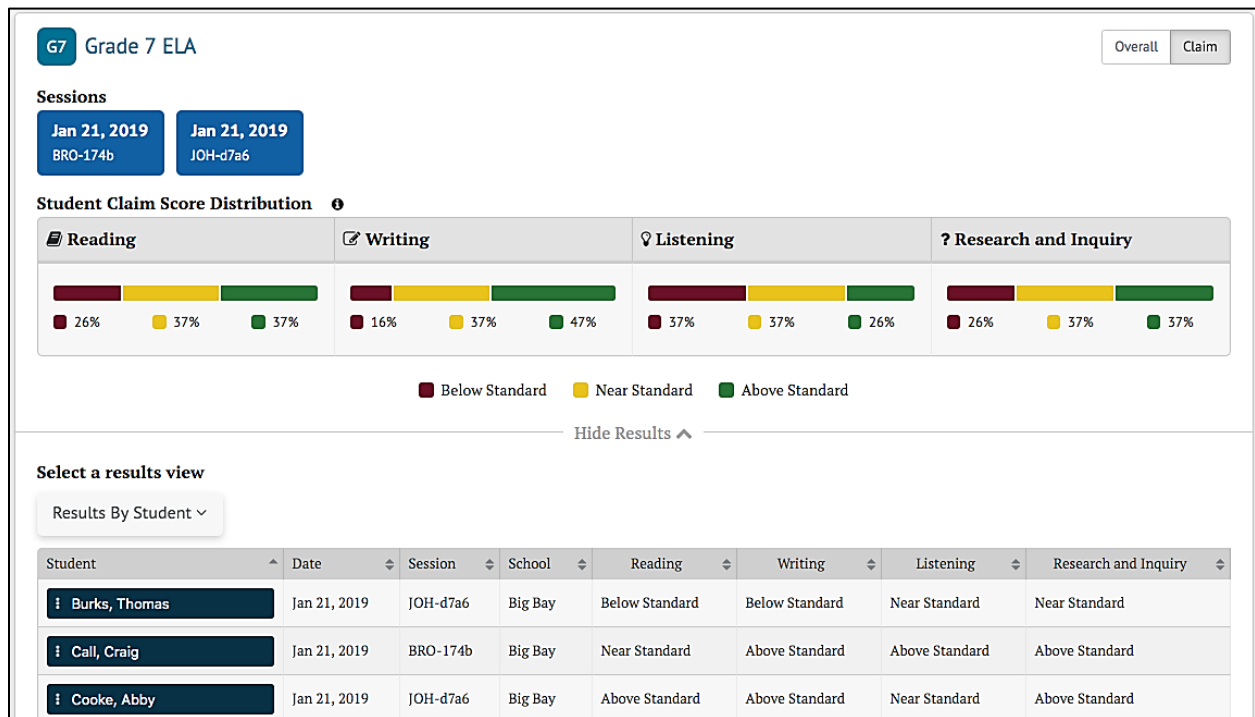 G7 Grade 7 ELA
Overall Claim
Sessions
Jan 21, 2019 Jan 21, 2019
BRO-174b JOH-d7a6
Student Claim Score Distribution
Reading Writing Listening ? Research and Inquiry
26% 37% 37% 16% 37% 47% 37% 37% 26% 26% 37% 37%
Below Standard Near Standard Above Standard
Hide Results
Select a results view
Results By Student
Student Date Session School Reading Writing Listening Research and Inquiry
Burks, Thomas Jan 21, 2019 JOH-d7a6 Big Bay Below Standard Below Standard Near Standard Near Standard
Call, Craig Jan 21, 2019 BRO-174b Big Bay Near Standard Above Standard Above Standard Above Standard
Cooke, Abby Jan 21, 2019 JOH-d7a6 Big Bay Above Standard Above Standard Near Standard Above Standard